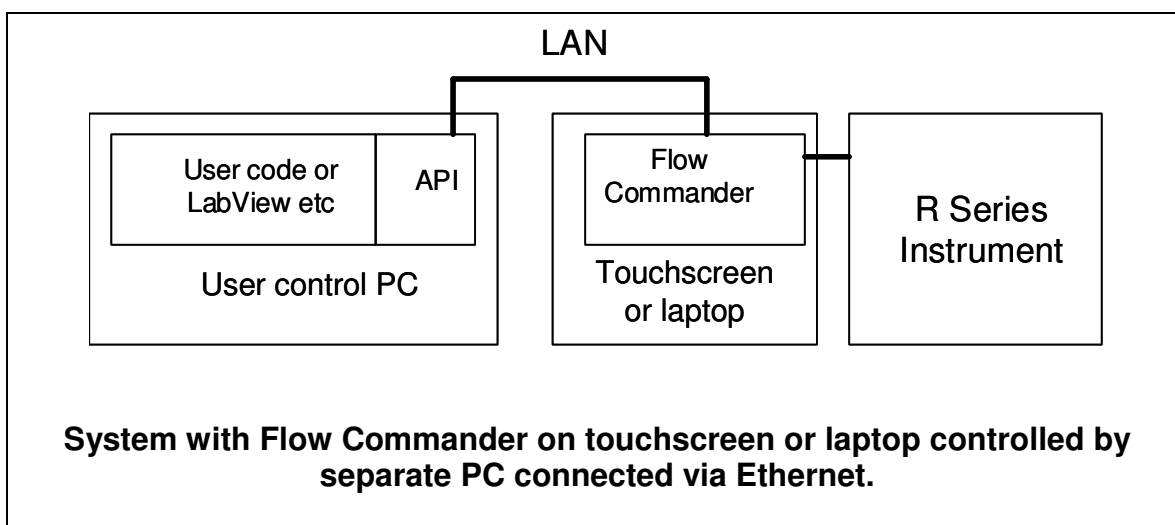 LAN
User code or
LabView etc
API
User control PC
Flow
Commander
Touchscreen
or laptop
R Series
Instrument
System with Flow Commander on touchscreen or laptop controlled by
separate PC connected via Ethernet.